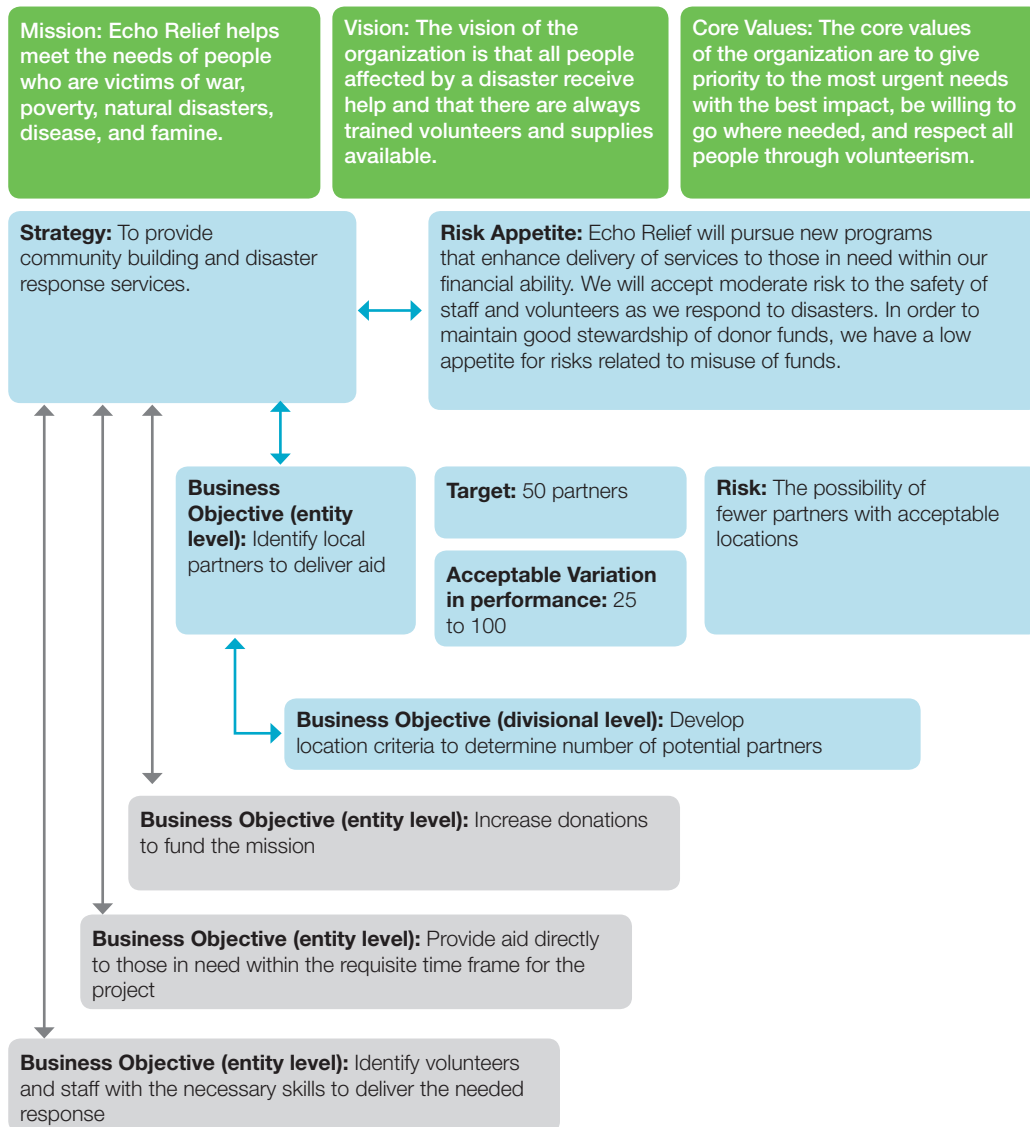 Mission: Echo Relief helps
meet the needs of people
who are victims of war,
poverty, natural disasters,
disease, and famine.
Vision: The vision of the
organization is that all people
affected by a disaster receive
help and that there are always
trained volunteers and supplies
available.
Core Values: The core values
of the organization are to give
priority to the most urgent needs
with the best impact, be willing to
go where needed, and respect all
people through volunteerism.
Strategy: To provide
community building and disaster
response services.
Risk Appetite: Echo Relief will pursue new programs
that enhance delivery of services to those in need within our
financial ability. We will accept moderate risk to the safety of
staff and volunteers as we respond to disasters. In order to
maintain good stewardship of donor funds, we have a low
appetite for risks related to misuse of funds.
Business
Objective (entity
level): Identify local
partners to deliver aid
Target: 50 partners
Acceptable Variation
in performance: 25
to 100
Risk: The possibility of
fewer partners with acceptable
locations
Business Objective (divisional level): Develop
location criteria to determine number of potential partners
Business Objective (entity level): Increase donations
to fund the mission
Business Objective (entity level): Provide aid directly
to those in need within the requisite time frame for the
project
Business Objective (entity level): Identify volunteers
and staff with the necessary skills to deliver the needed
response